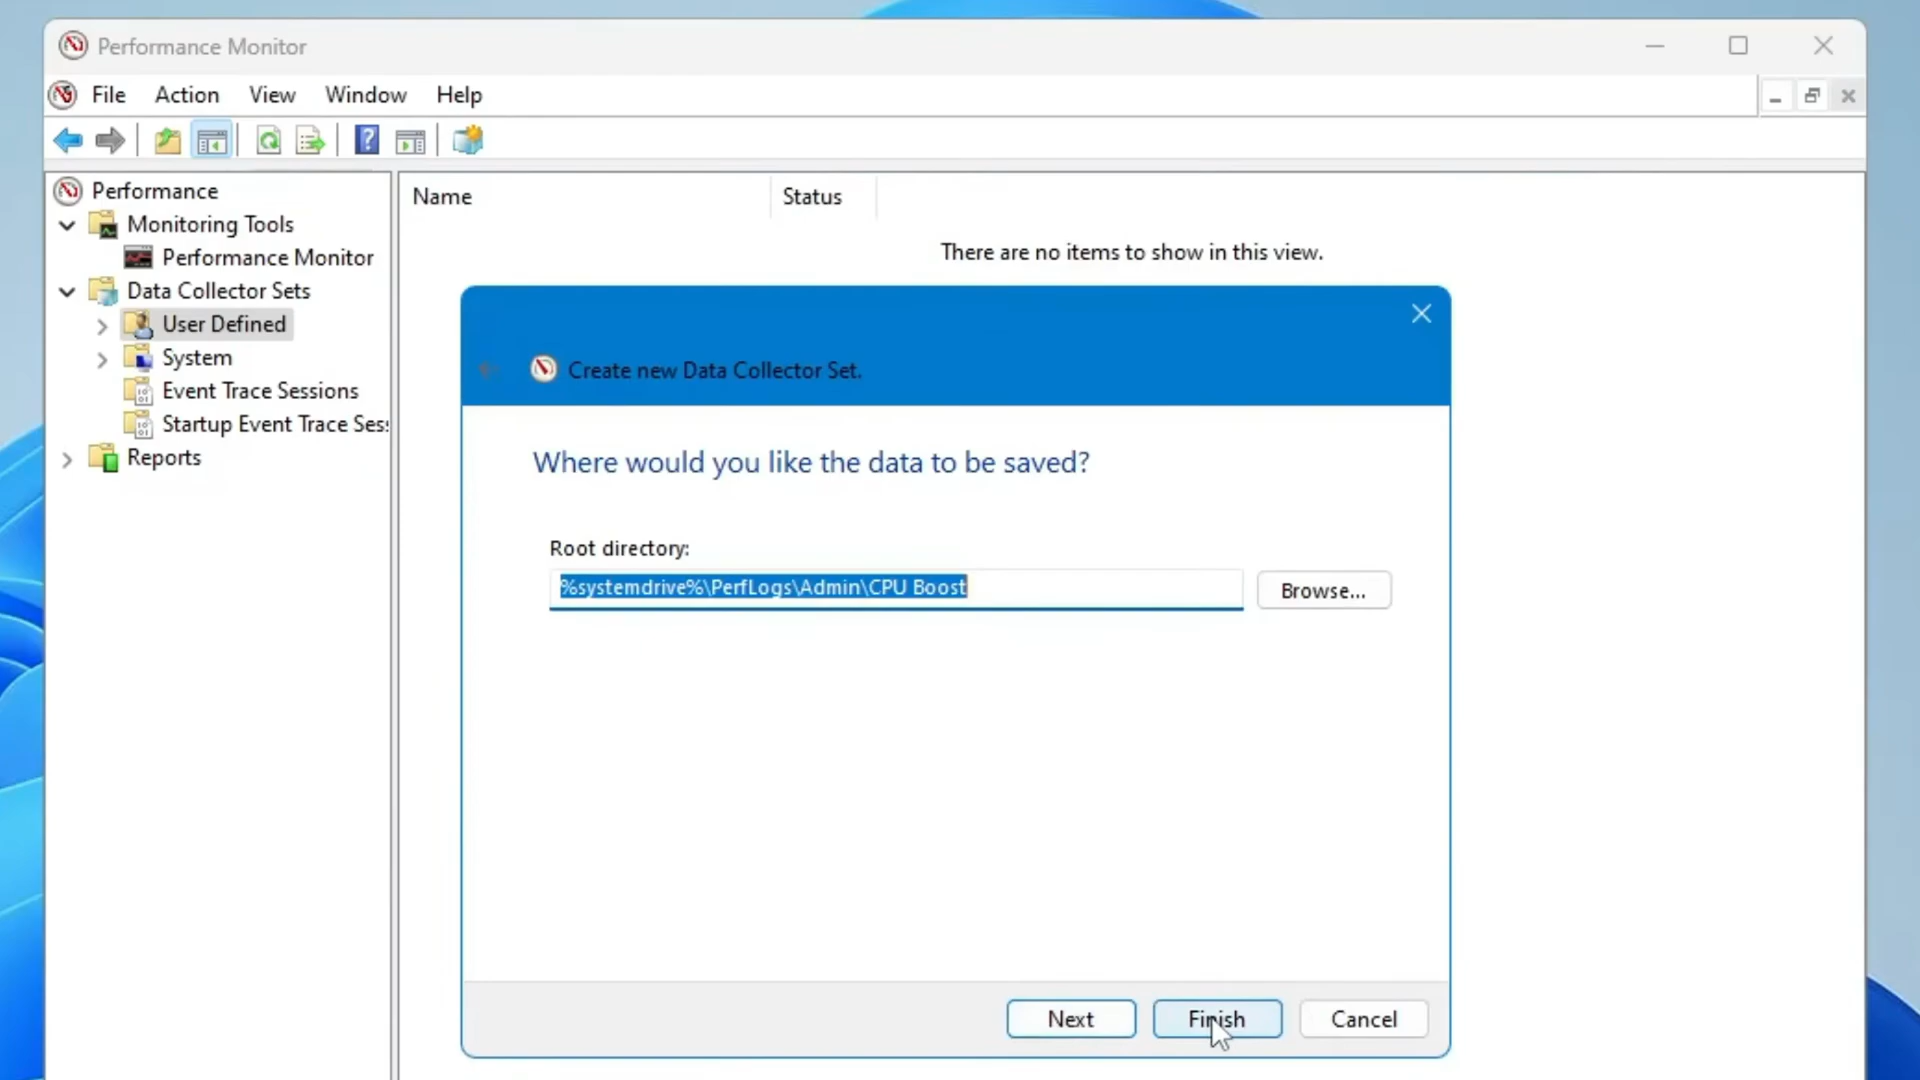 Performance Monitor
File Action View Window Help
Performance
Monitoring Tools
Performance Monitor
Data Collector Sets
User Defined
System
Event Trace Sessions
Startup Event Trace Ses
Reports
Name Status
There are no items to show in this view.
Create new Data Collector Set.
Where would you like the data to be saved?
Root directory:
%systemdrive%\PerfLogs\Admin\CPU Boost
Browse...
Next Finish Cancel